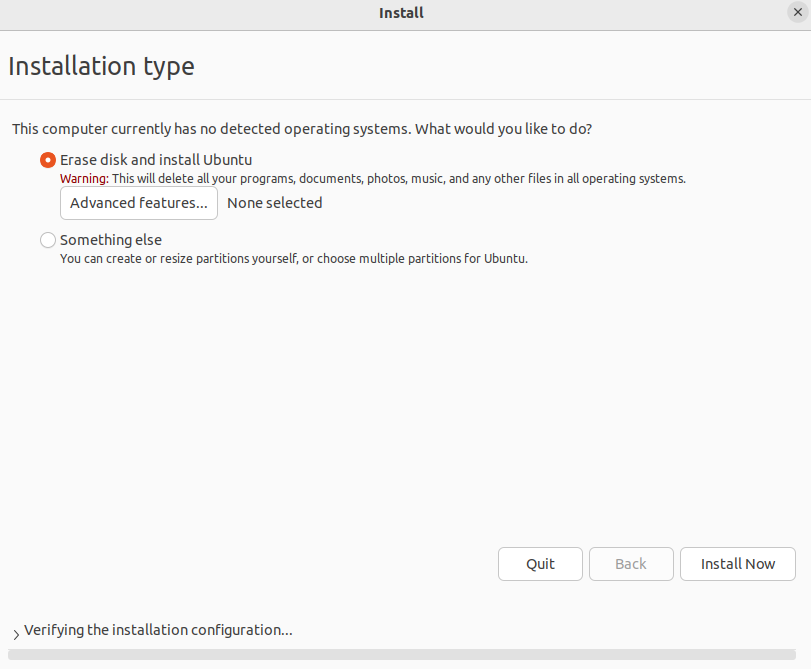 Install
Installation type
This computer currently has no detected operating systems. What would you like to do?
Erase disk and install Ubuntu
Warning: This will delete all your programs, documents, photos, music, and any other files in all operating systems.
Advanced features... None selected
Something else
You can create or resize partitions yourself, or choose multiple partitions for Ubuntu.
Quit Back Install Now
Verifying the installation configuration...